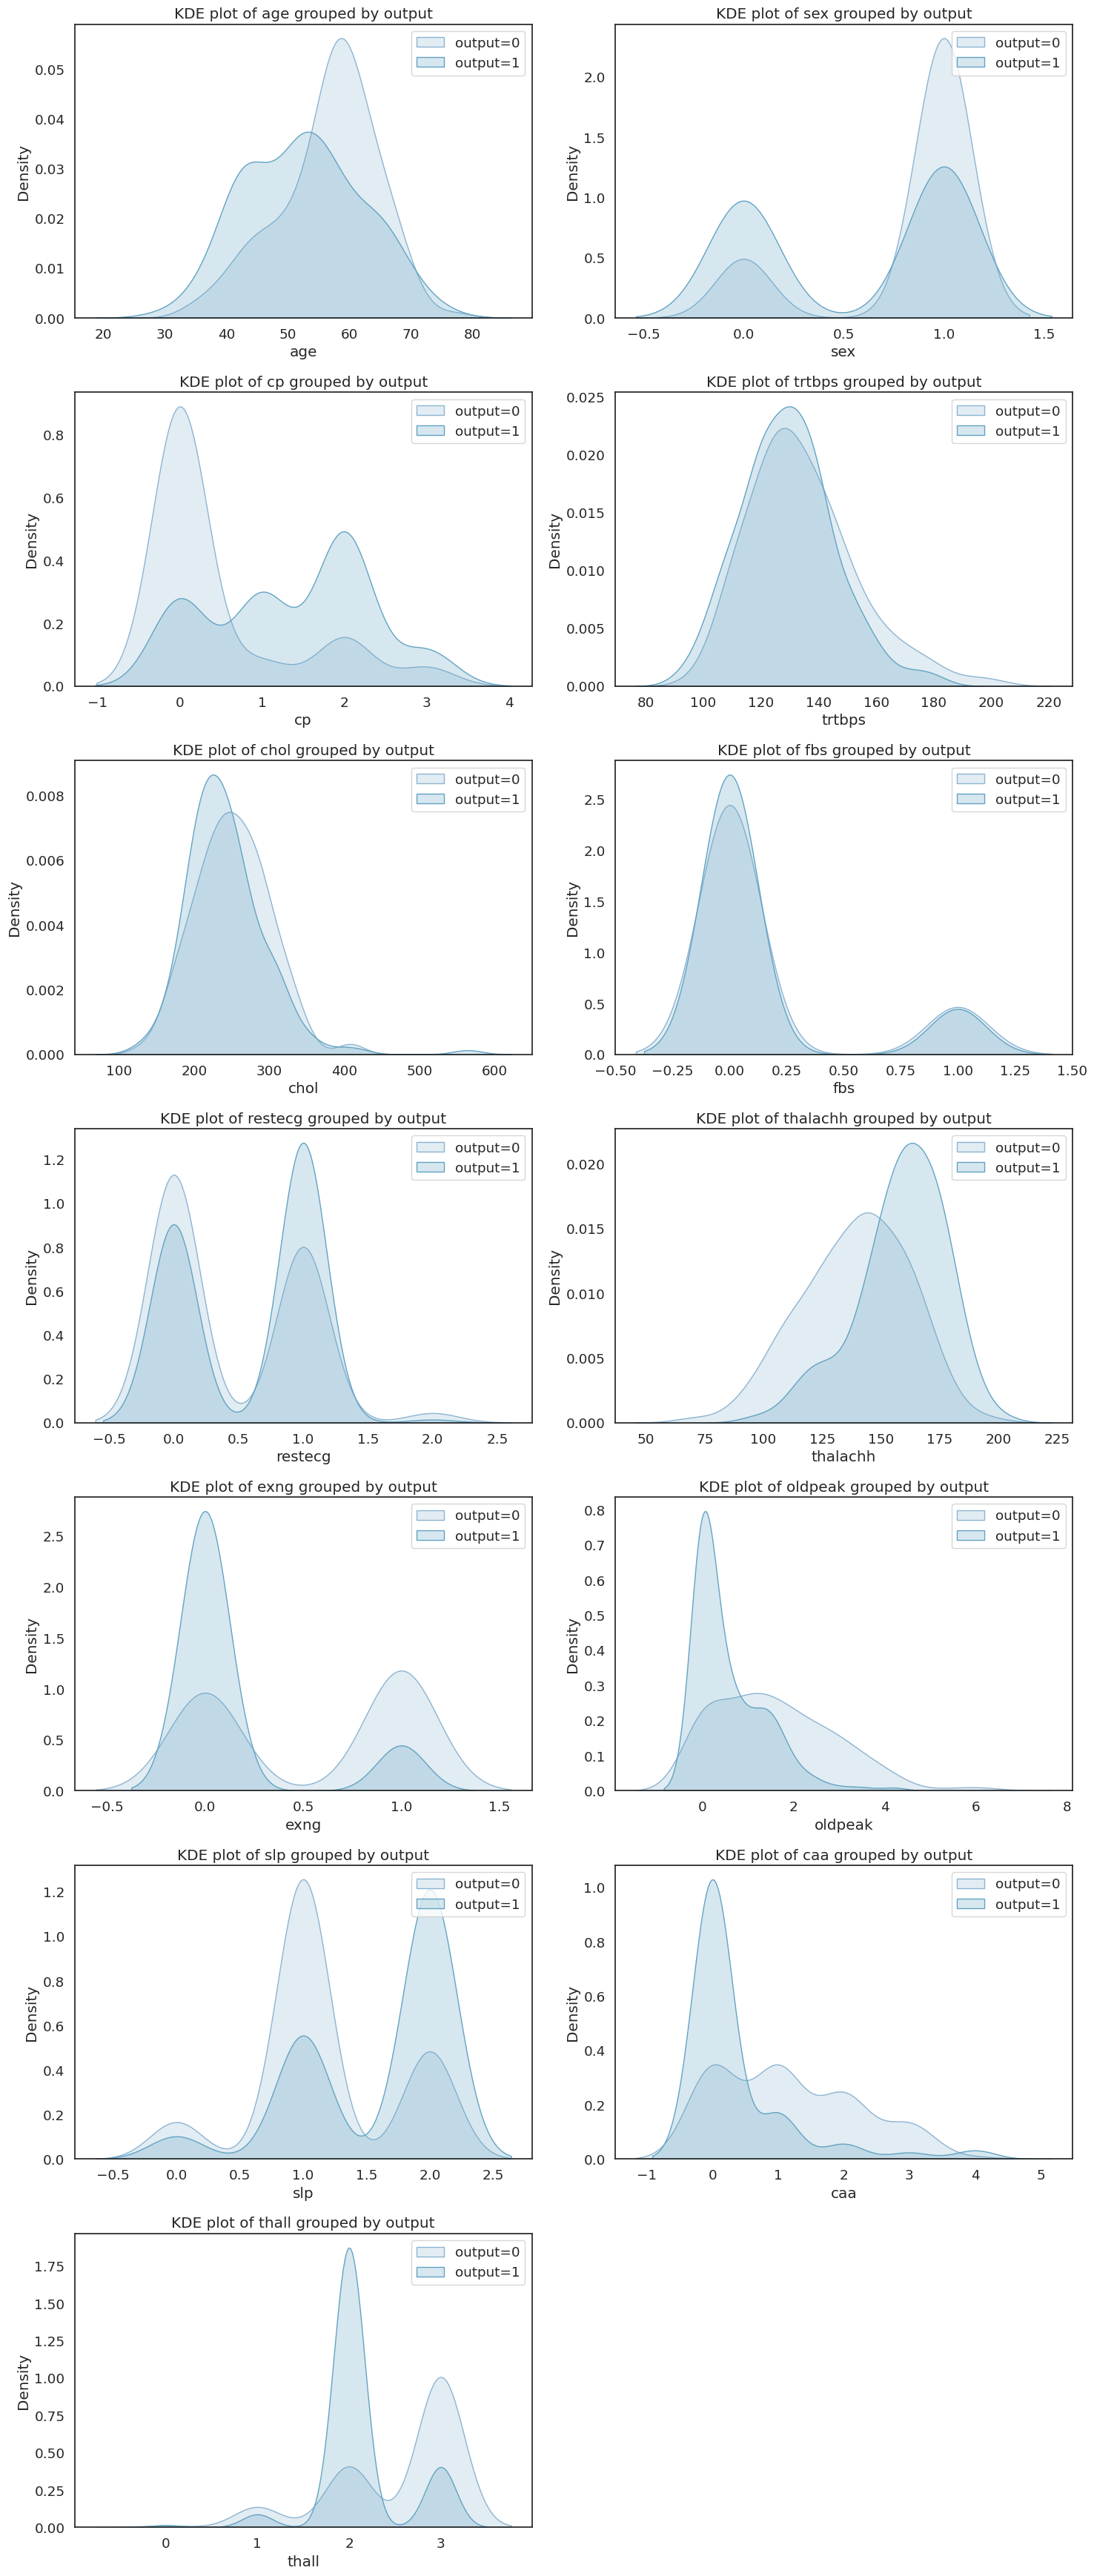 KDE plot of age grouped by output
output=0
output=1
Density
0.05
0.04
0.03
0.02
0.01
0.00
20 30 40 50 60 70 80
age
KDE plot of sex grouped by output
output=0
output=1
Density
2.0
1.5
1.0
0.5
0.0
−0.5 0.0 0.5 1.0 1.5
sex
KDE plot of cp grouped by output
output=0
output=1
Density
0.8
0.6
0.4
0.2
0.0
−1 0 1 2 3 4
cp
KDE plot of trtbps grouped by output
output=0
output=1
Density
0.025
0.020
0.015
0.010
0.005
0.000
80 100 120 140 160 180 200 220
trtbps
KDE plot of chol grouped by output
output=0
output=1
Density
0.008
0.006
0.004
0.002
0.000
100 200 300 400 500 600
chol
KDE plot of fbs grouped by output
output=0
output=1
Density
2.5
2.0
1.5
1.0
0.5
0.0
−0.50 −0.25 0.00 0.25 0.50 0.75 1.00 1.25 1.50
fbs
KDE plot of restecg grouped by output
output=0
output=1
Density
1.2
1.0
0.8
0.6
0.4
0.2
0.0
−0.5 0.0 0.5 1.0 1.5 2.0 2.5
restecg
KDE plot of thalachh grouped by output
output=0
output=1
Density
0.020
0.015
0.010
0.005
0.000
50 75 100 125 150 175 200 225
thalachh
KDE plot of exng grouped by output
output=0
output=1
Density
2.5
2.0
1.5
1.0
0.5
0.0
−0.5 0.0 0.5 1.0 1.5
exng
KDE plot of oldpeak grouped by output
output=0
output=1
Density
0.8
0.7
0.6
0.5
0.4
0.3
0.2
0.1
0.0
0 2 4 6 8
oldpeak
KDE plot of slp grouped by output
output=0
output=1
Density
1.2
1.0
0.8
0.6
0.4
0.2
0.0
−0.5 0.0 0.5 1.0 1.5 2.0 2.5
slp
KDE plot of caa grouped by output
output=0
output=1
Density
1.0
0.8
0.6
0.4
0.2
0.0
−1 0 1 2 3 4 5
caa
KDE plot of thall grouped by output
output=0
output=1
Density
1.75
1.50
1.25
1.00
0.75
0.50
0.25
0.00
0 1 2 3
thall